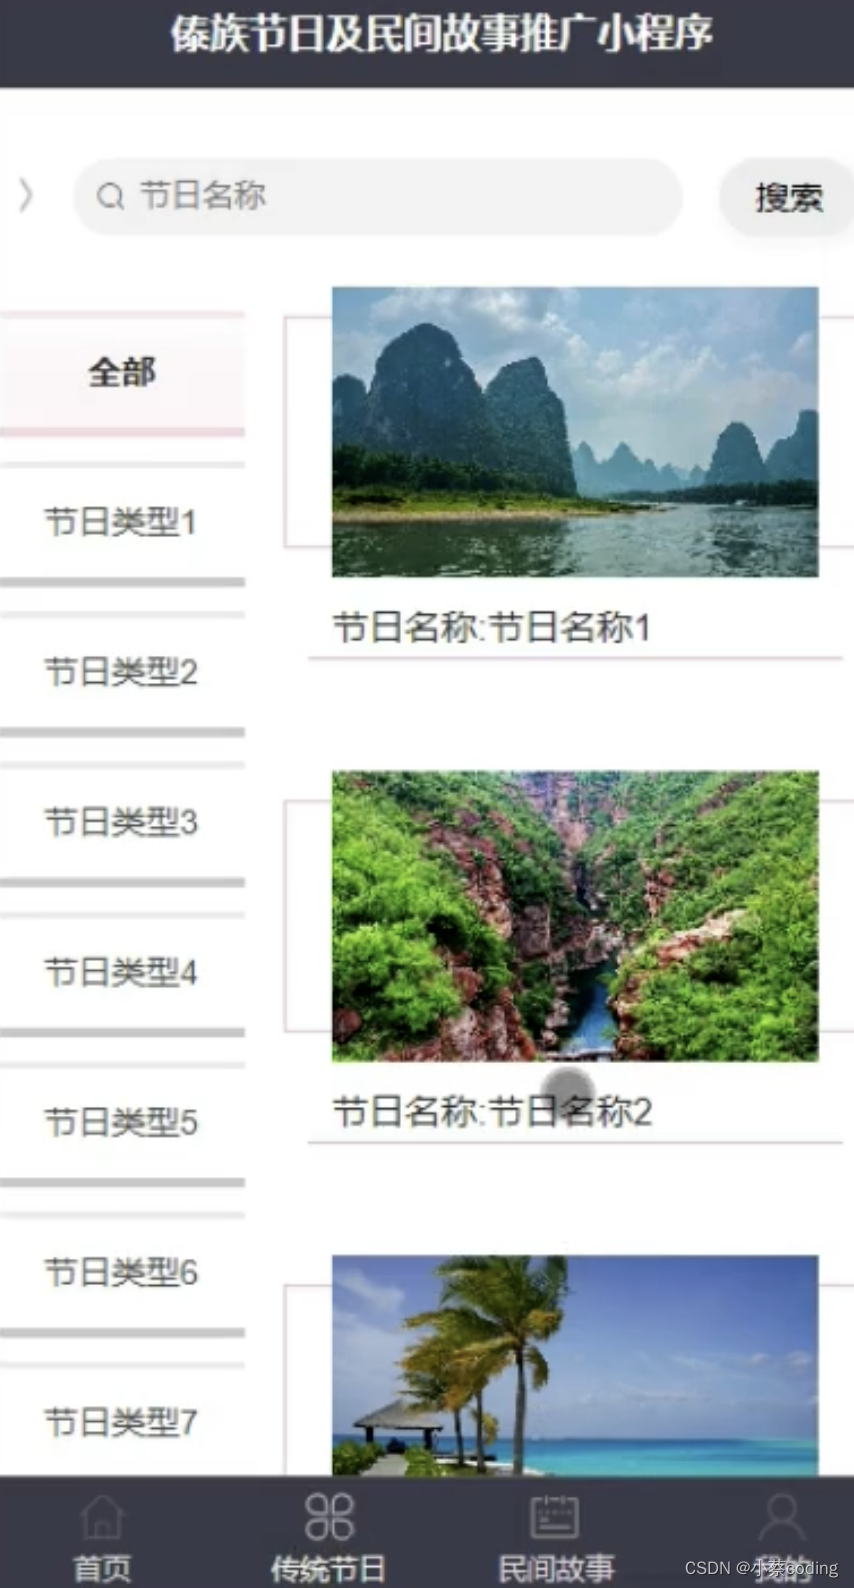 傣族节日及民间故事推广小程序
节日名称
搜索
全部
节日类型1
节日类型2
节日类型3
节日类型4
节日类型5
节日类型6
节日类型7
节日名称:节日名称1
节日名称:节日名称2
首页
传统节日
民间故事
我的
CSDN @小蔡coding